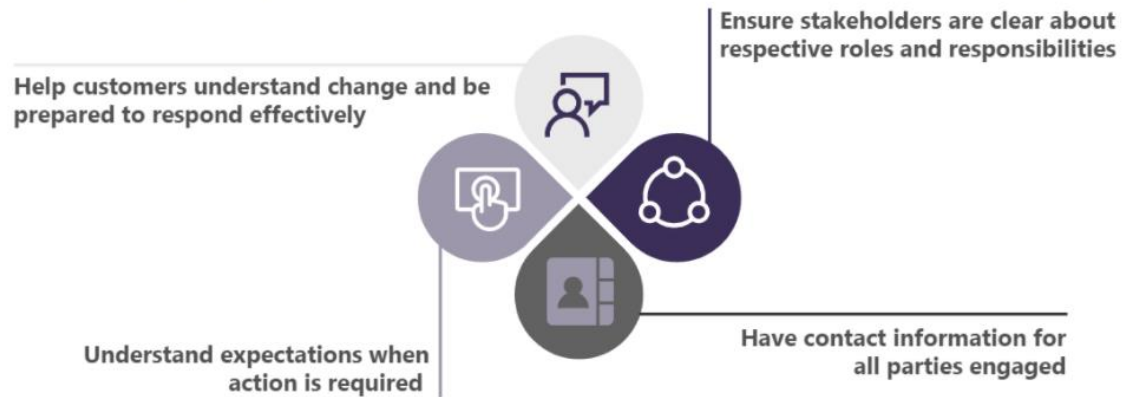 Ensure stakeholders are clear about
respective roles and responsibilities
Help customers understand change and be
prepared to respond effectively
Understand expectations when
action is required
Have contact information for
all parties engaged